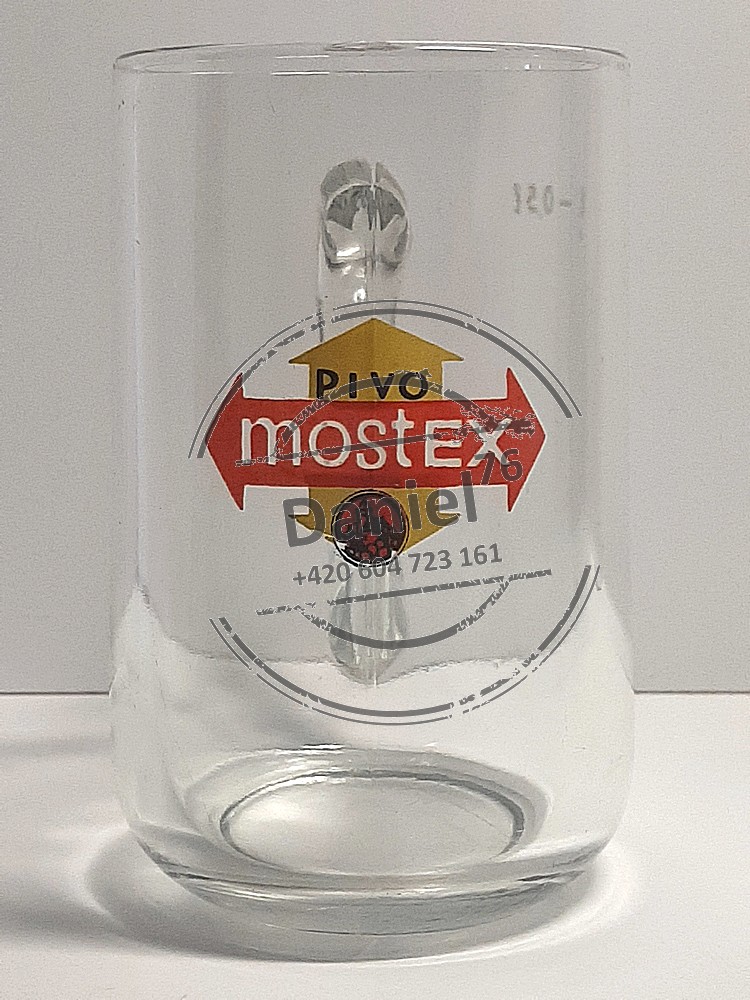 PIVO
mostEX
Daniel76
+420 604 723 161